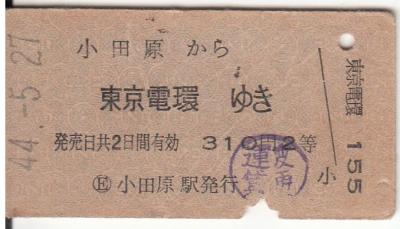 44.-5.27
小田原 から
東京電環 ゆき
発売日共2日間有効 310円2等
Ⓔ 小田原 駅発行
東京電環
小
155